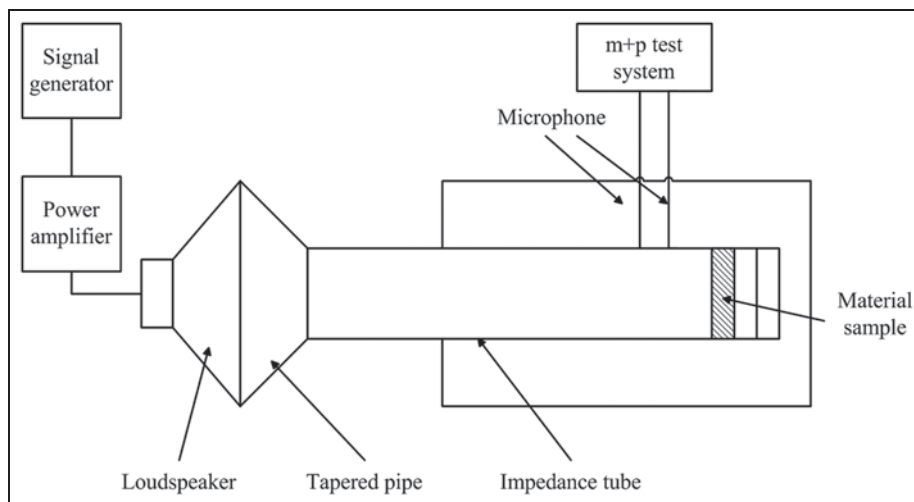 Signal
generator
m+p test
system
Microphone
Power
amplifier
Material
sample
Loudspeaker
Tapered pipe
Impedance tube